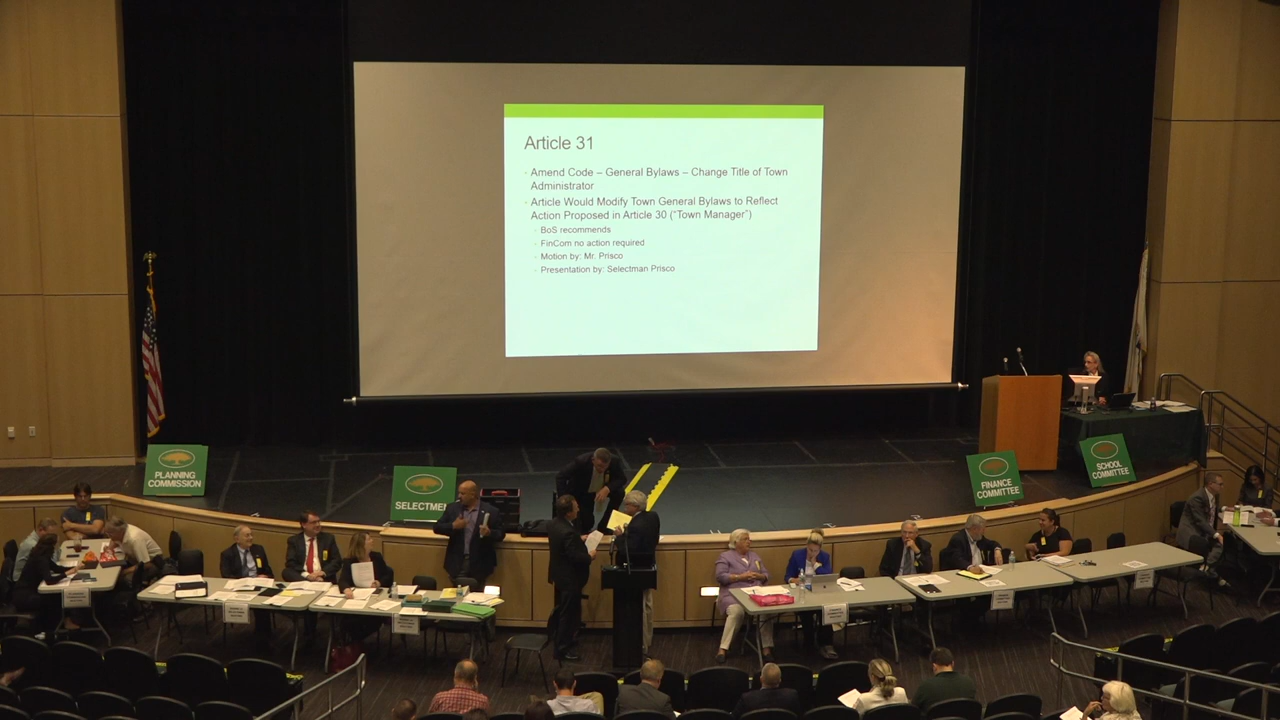 Article 31
Amend Code – General Bylaws – Change Title of Town
Administrator
Article Would Modify Town General Bylaws to Reflect
Action Proposed in Article 30 (“Town Manager”)
BoS recommends
FinCom no action required
Motion by: Mr. Prisco
Presentation by: Selectman Prisco
PLANNING
COMMISSION
SELECTME
FINANCE
COMMITTEE
SCHOOL
COMMITTEE